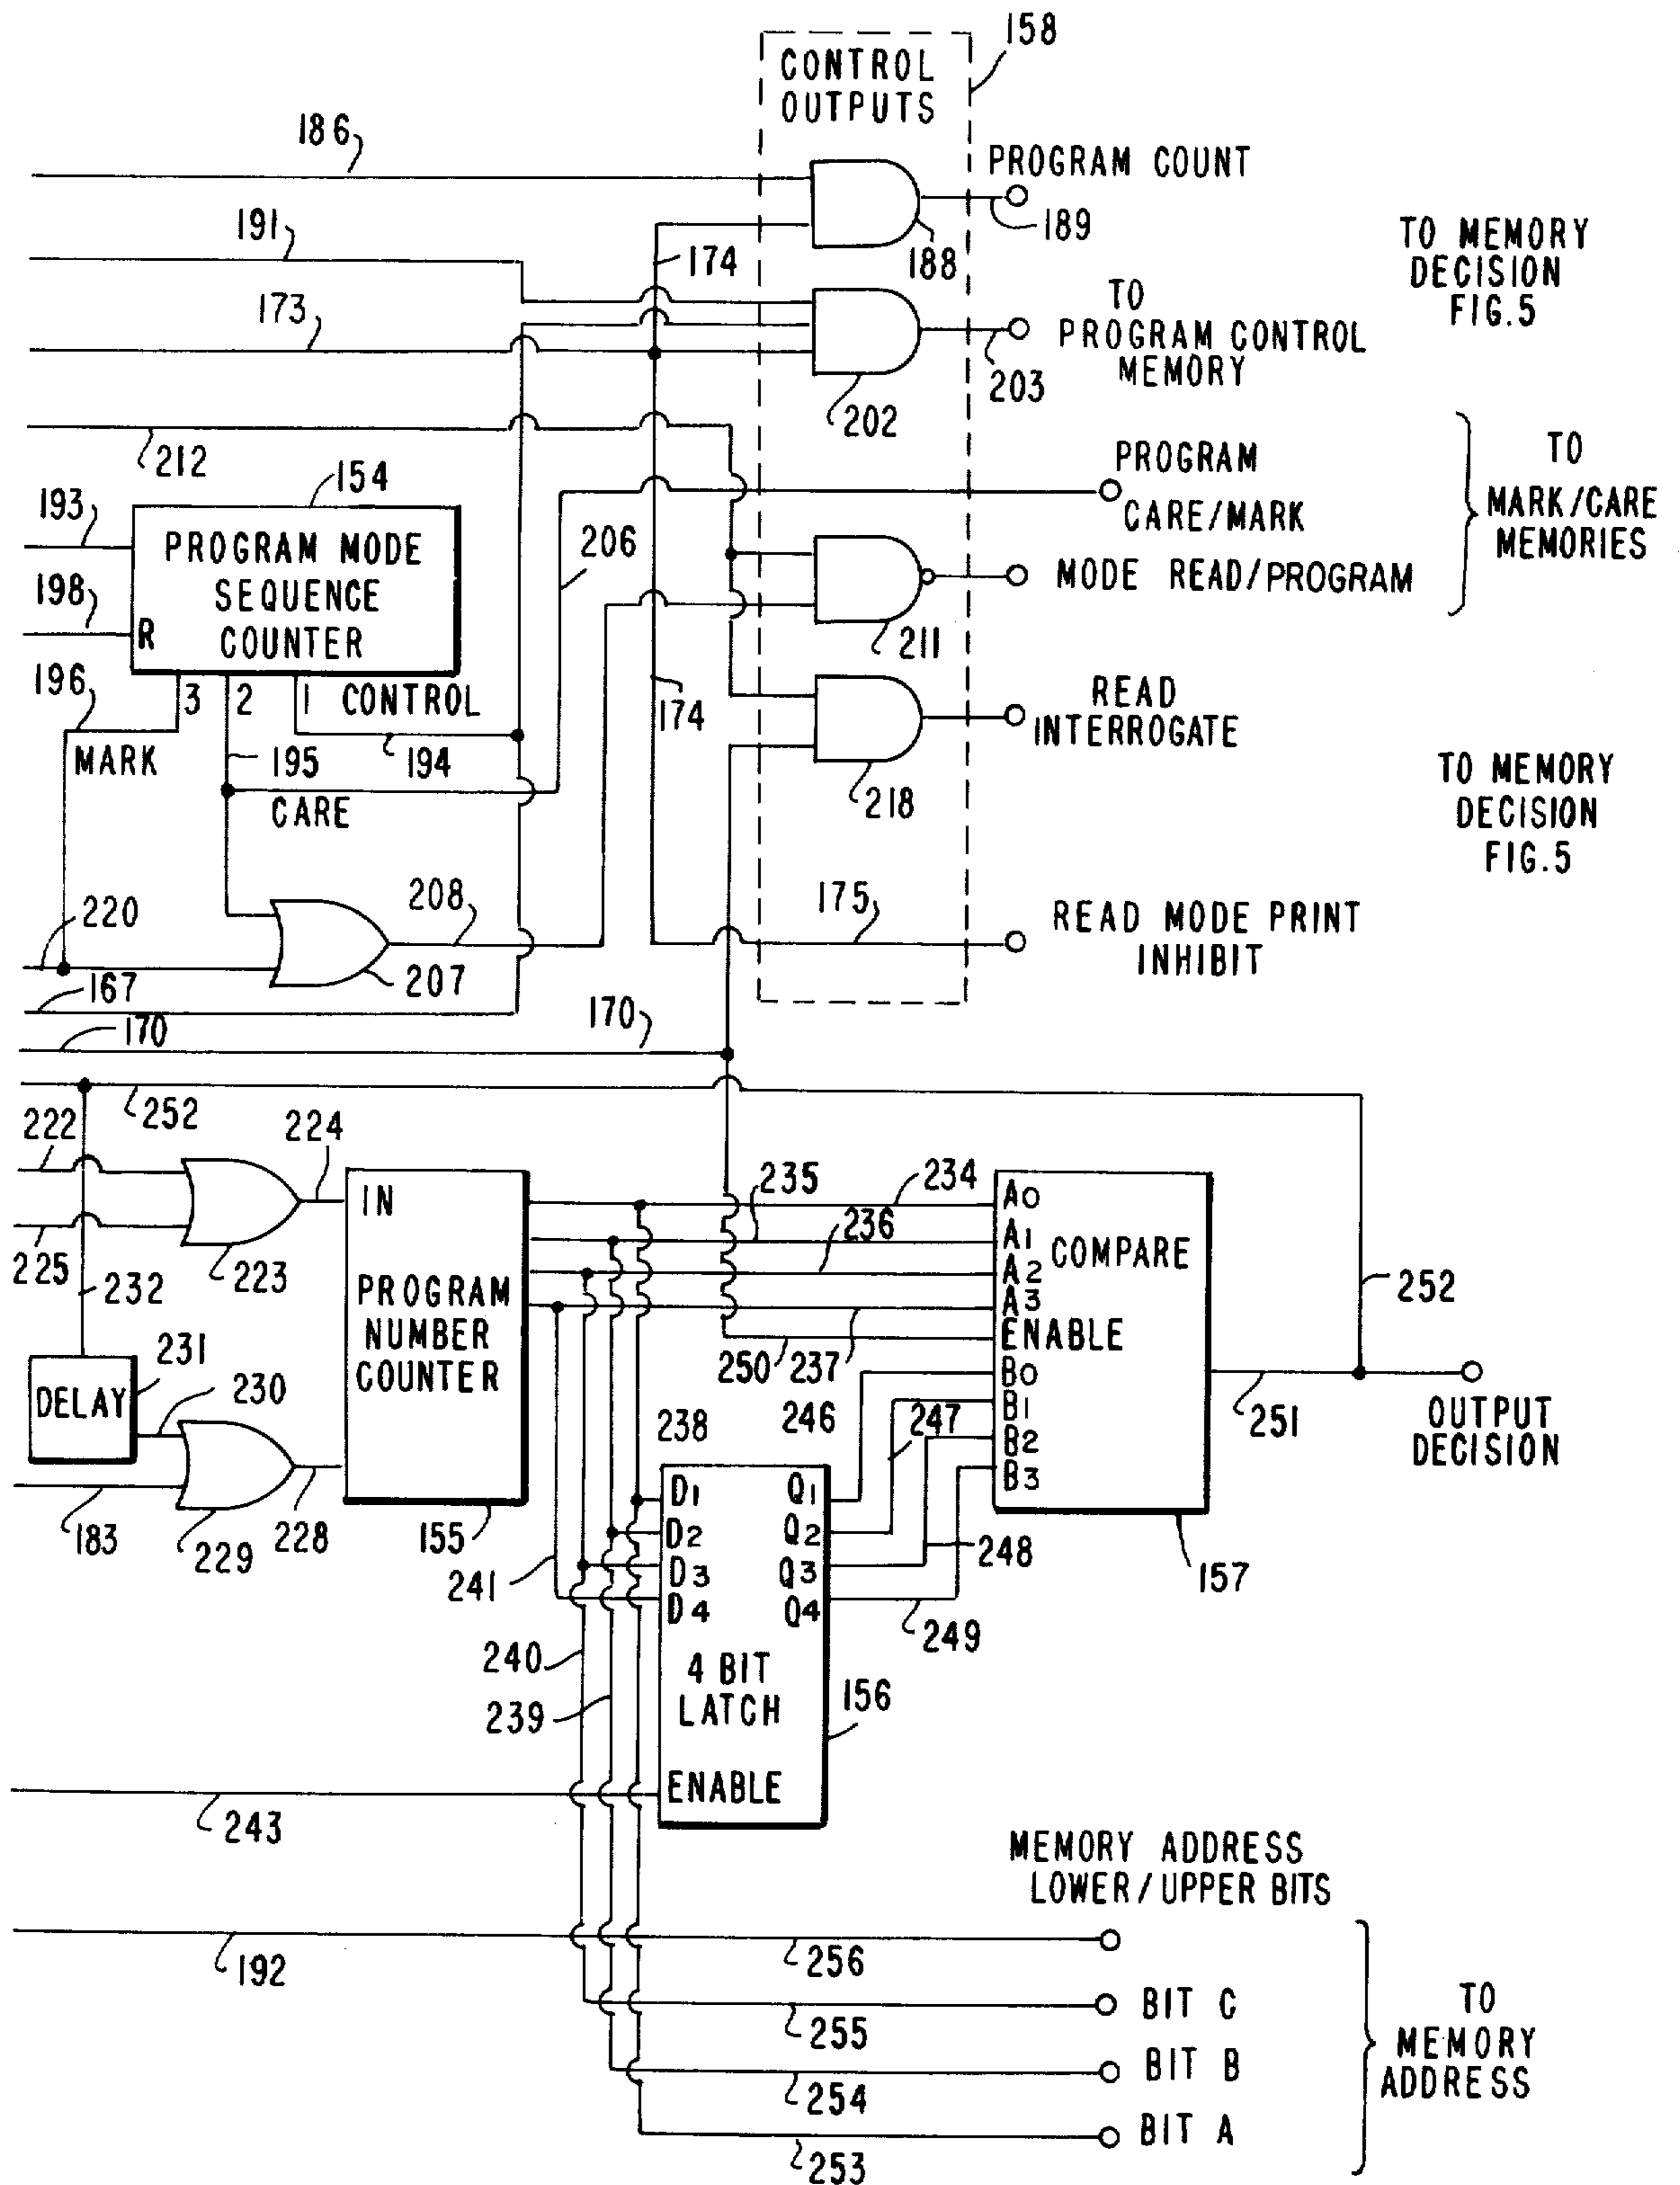 158
CONTROL
OUTPUTS
186
PROGRAM COUNT
189
188
191
174
TO MEMORY
DECISION
FIG.5
173
TO
PROGRAM CONTROL
MEMORY
203
202
212
154
PROGRAM
CARE/MARK
TO
MARK/CARE
MEMORIES
193
PROGRAM MODE
SEQUENCE
COUNTER
206
MODE READ/PROGRAM
198
R
211
196
3
2
1
CONTROL
174
READ
INTERROGATE
MARK
195
194
218
CARE
TO MEMORY
DECISION
FIG.5
220
208
175
READ MODE PRINT
INHIBIT
207
167
170
170
252
222
224
225
223
232
IN
PROGRAM
NUMBER
COUNTER
235
234
236
A0
A1
A2
A3
COMPARE
ENABLE
B0
B1
B2
B3
252
250
237
231
DELAY
230
246
247
251
OUTPUT
DECISION
238
183
229
228
155
241
D1
D2
D3
D4
Q1
Q2
Q3
Q4
248
157
249
240
4 BIT
LATCH
156
239
ENABLE
243
MEMORY ADDRESS
LOWER/UPPER BITS
192
256
BIT C
255
TO
MEMORY
ADDRESS
BIT B
254
BIT A
253